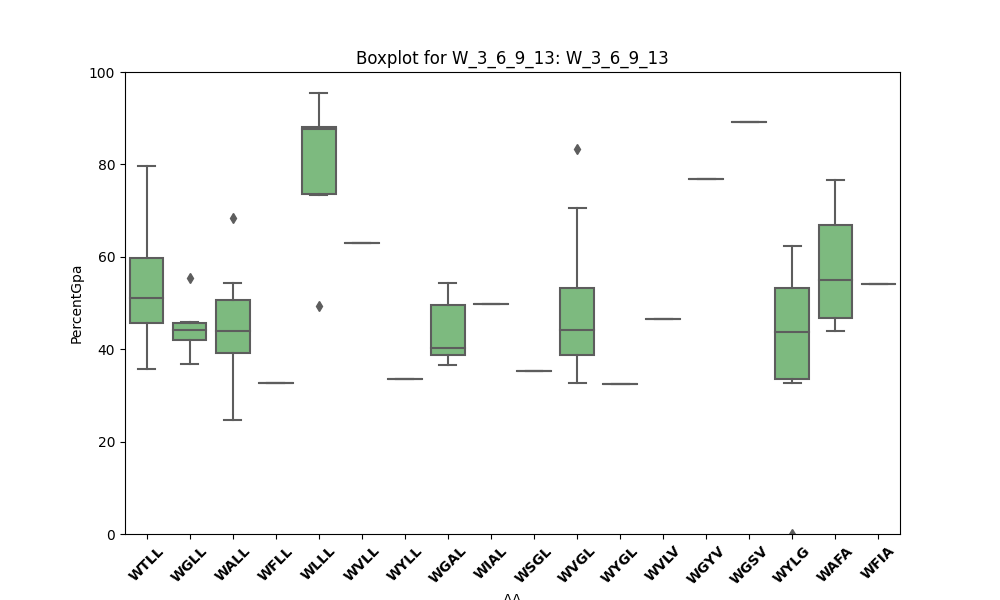 Boxplot for W_3_6_9_13: W_3_6_9_13
100
80
60
40
20
0
PercentGpa
WTLL WGLL WALL WFLL WLLL WVLL WYLL WGAL WIAL WSGL WVGL WYGL WVLV WGYV WGSV WYLG WAFA WFIA